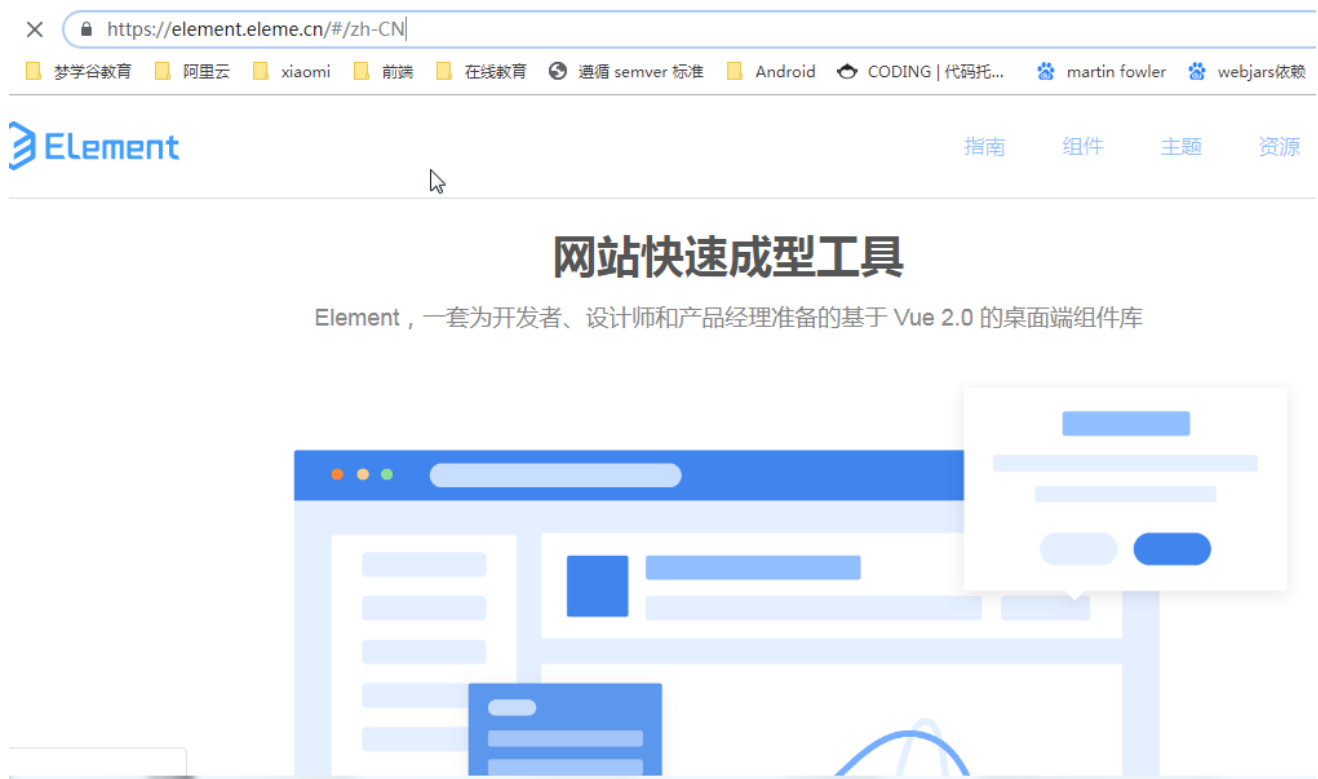 https://element.eleme.cn/#/zh-CN
梦学谷教育 阿里云 xiaomi 前端 在线教育 遵循 semver 标准 Android CODING | 代码托... martin fowler webjars依赖
Element 指南 组件 主题 资源
网站快速成型工具
Element，一套为开发者、设计师和产品经理准备的基于 Vue 2.0 的桌面端组件库